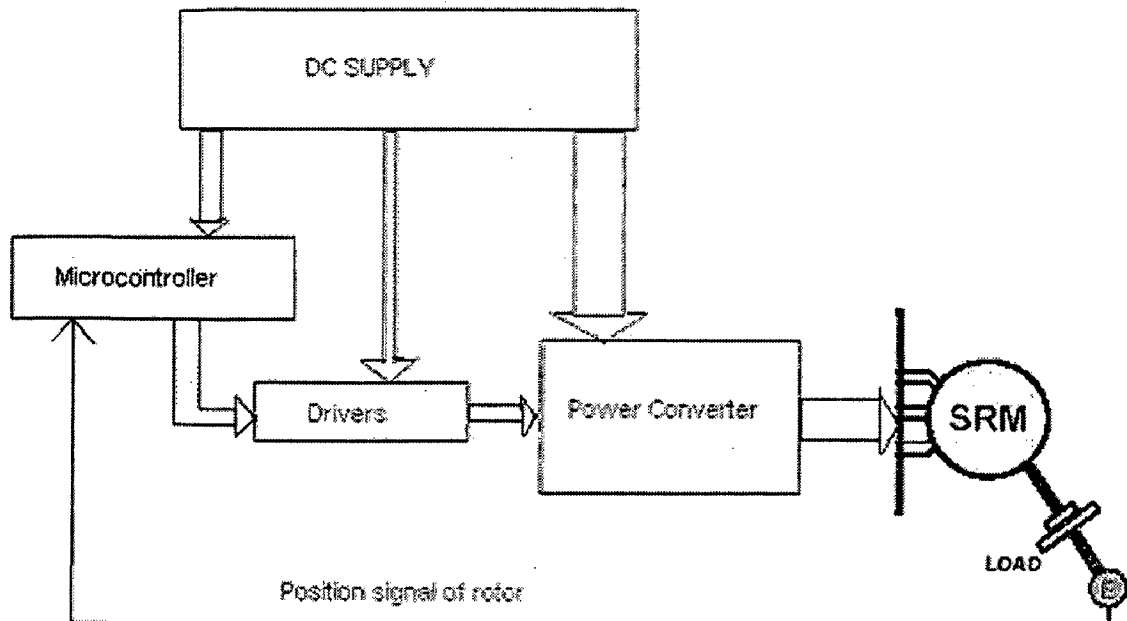 DC SUPPLY
Microcontroller
Drivers
Power Converter
SRM
LOAD
E
Position signal of rotor